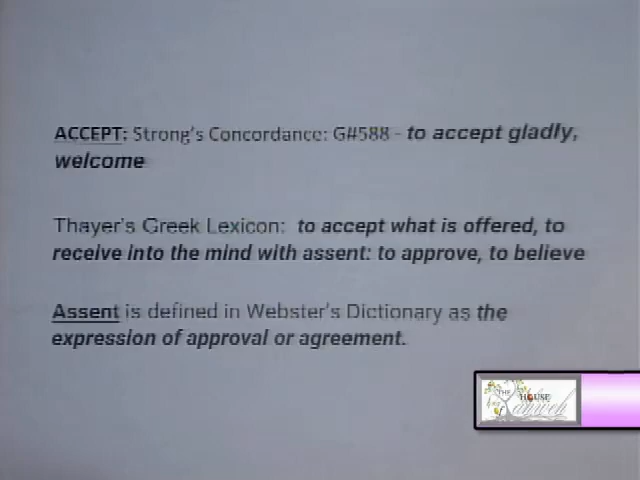 ACCEPT: Strong's Concordance: G#588 - to accept gladly,
welcome
Thayer's Greek Lexicon: to accept what is offered, to
receive into the mind with assent: to approve, to believe
Assent is defined in Webster's Dictionary as the
expression of approval or agreement.
THE
HOUSE